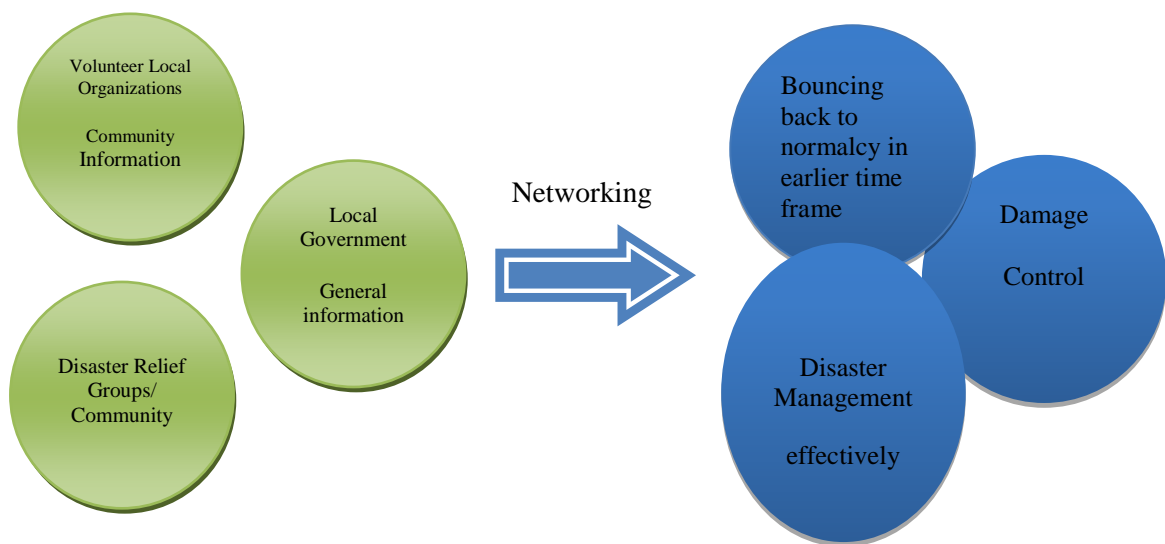 Volunteer Local
Organizations
Community
Information
Local
Government
General
information
Disaster Relief
Groups/
Community
Networking
Bouncing
back to
normalcy in
earlier time
frame
Damage
Control
Disaster
Management
effectively